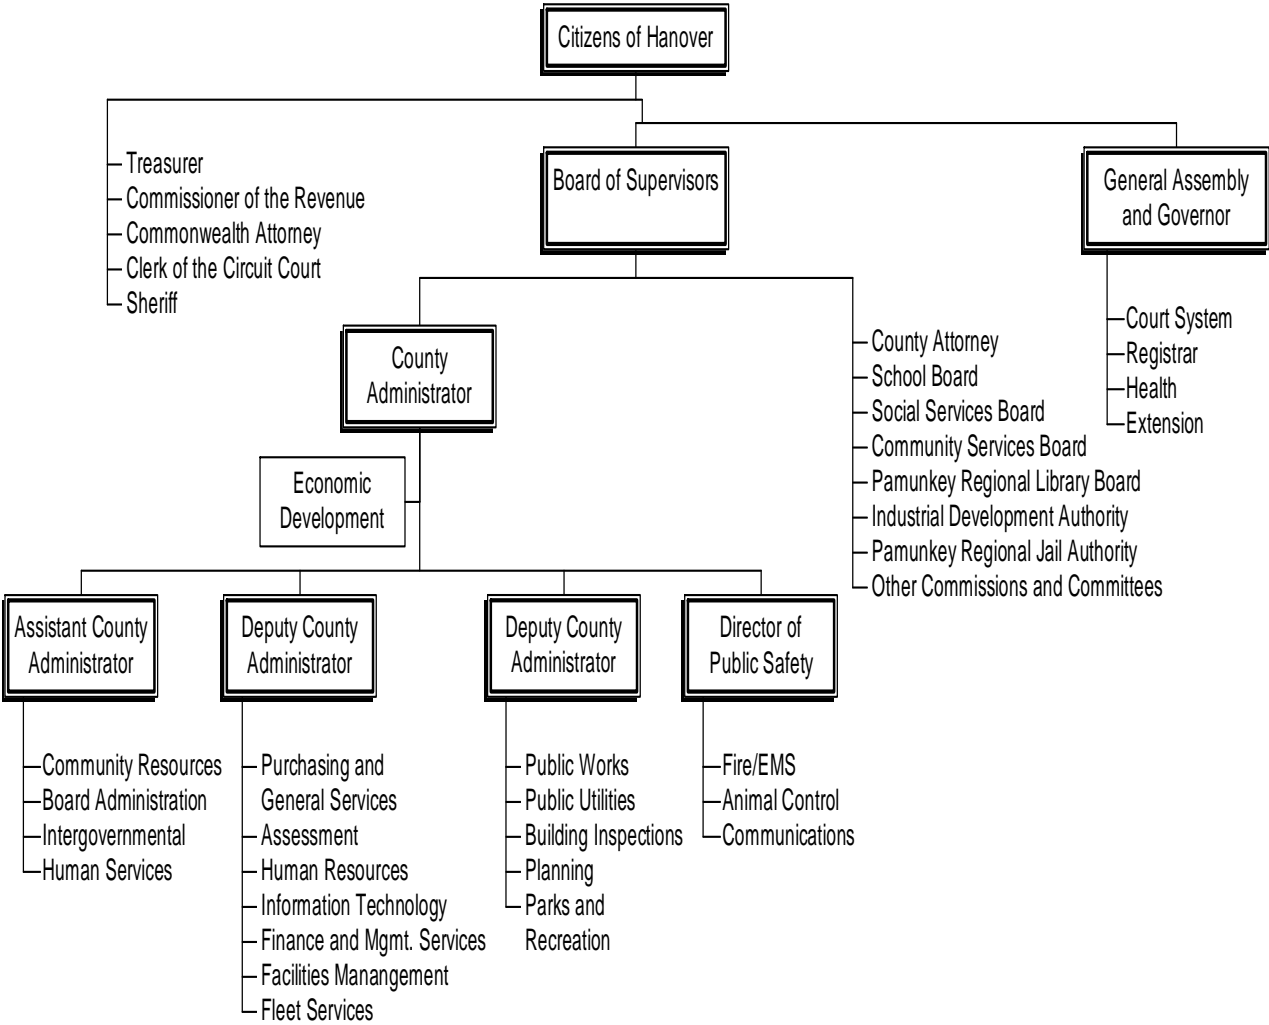 Citizens of Hanover
Treasurer
Commissioner of the Revenue
Commonwealth Attorney
Clerk of the Circuit Court
Sheriff
Board of Supervisors
General Assembly
and Governor
Court System
Registrar
Health
Extension
County
Administrator
County Attorney
School Board
Social Services Board
Community Services Board
Pamunkey Regional Library Board
Industrial Development Authority
Pamunkey Regional Jail Authority
Other Commissions and Committees
Economic
Development
Assistant County
Administrator
Community Resources
Board Administration
Intergovernmental
Human Services
Deputy County
Administrator
Purchasing and
General Services
Assessment
Human Resources
Information Technology
Finance and Mgmt. Services
Facilities Manangement
Fleet Services
Deputy County
Administrator
Public Works
Public Utilities
Building Inspections
Planning
Parks and
Recreation
Director of
Public Safety
Fire/EMS
Animal Control
Communications